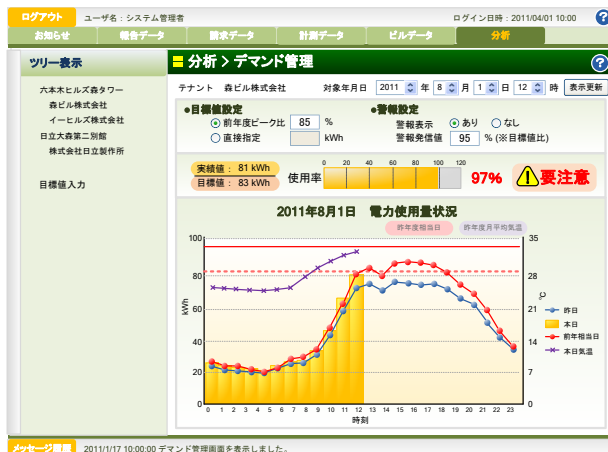 ログアウト ユーザ名：システム管理者 ログイン日時：2011/04/01 10:00 ?
お知らせ 報告データ 請求データ 計測データ ビルデータ 分析
ツリー表示
分析 > デマンド管理 ?
六本木ヒルズ森タワー
森ビル株式会社
イーヒルズ株式会社
日立大森第二別館
株式会社日立製作所
目標値入力
テナント 森ビル株式会社 対象年月日 2011 年 8 月 1 日 12 時 表示更新
●目標値設定 ●警報設定
前年度ピーク比 85 % 警報表示 あり なし
直接指定 kWh 警報発信値 95 % (※目標値比)
実績値： 81 kWh
目標値： 83 kWh
使用率 0 20 40 60 80 100 120 97% !要注意
2011年8月1日 電力使用量状況
昨年度相当日 昨年度月平均気温
100 80 60 40 20 0
kWh
35 28 21 14 7 0
℃
0 1 2 3 4 5 6 7 8 9 10 11 12 13 14 15 16 17 18 19 20 21 22 23
時刻
昨日
本日
前年相当日
本日気温
メッセージ履歴 2011/1/17 10:00:00 デマンド管理画面を表示しました。